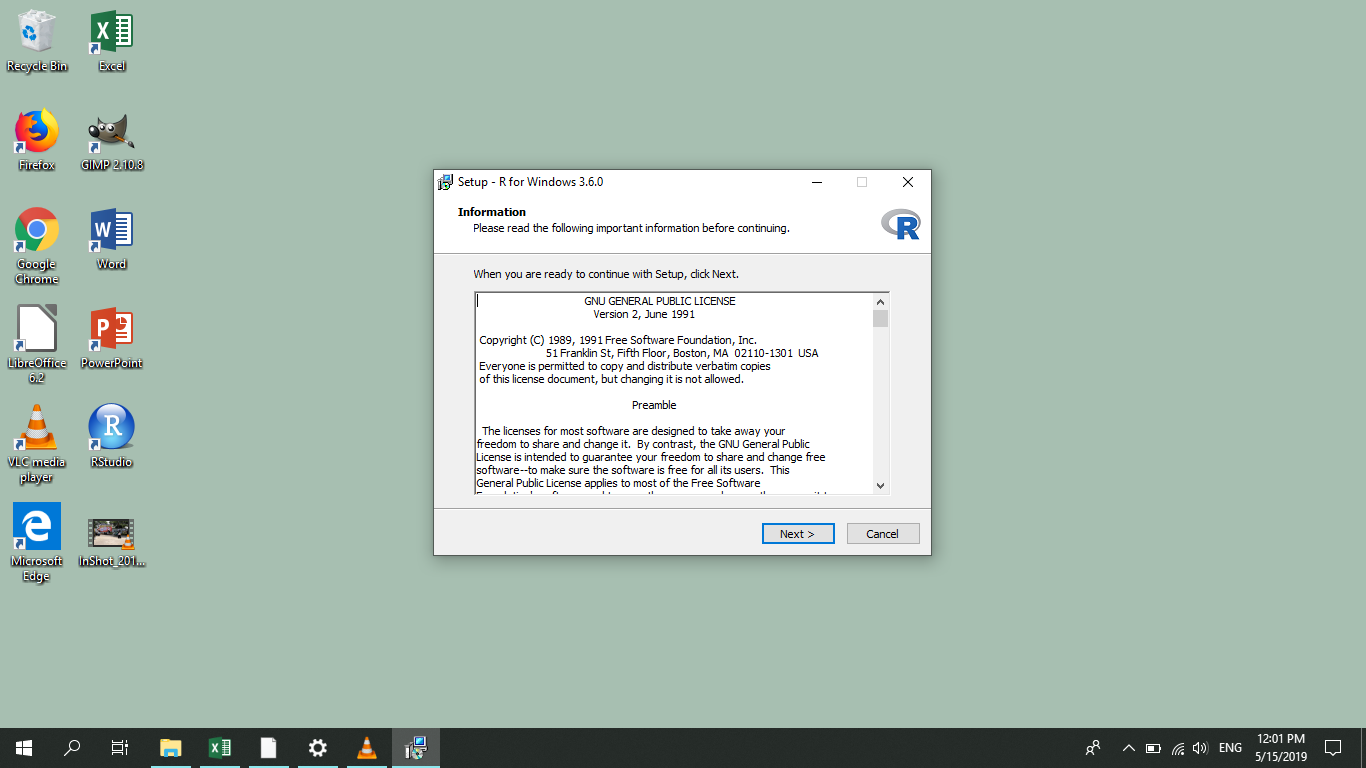 Recycle Bin
Excel
Firefox
GIMP 2.10.8
Google
Chrome
Word
LibreOffice
6.2
PowerPoint
VLC media
player
RStudio
Microsoft
Edge
InShot_201...
Setup - R for Windows 3.6.0
Information
Please read the following important information before continuing.
When you are ready to continue with Setup, click Next.
GNU GENERAL PUBLIC LICENSE
Version 2, June 1991
Copyright (C) 1989, 1991 Free Software Foundation, Inc.
51 Franklin St, Fifth Floor, Boston, MA 02110-1301 USA
Everyone is permitted to copy and distribute verbatim copies
of this license document, but changing it is not allowed.
Preamble
The licenses for most software are designed to take away your
freedom to share and change it. By contrast, the GNU General Public
License is intended to guarantee your freedom to share and change free
software--to make sure the software is free for all its users. This
General Public License applies to most of the Free Software
Next >
Cancel
ENG
12:01 PM
5/15/2019